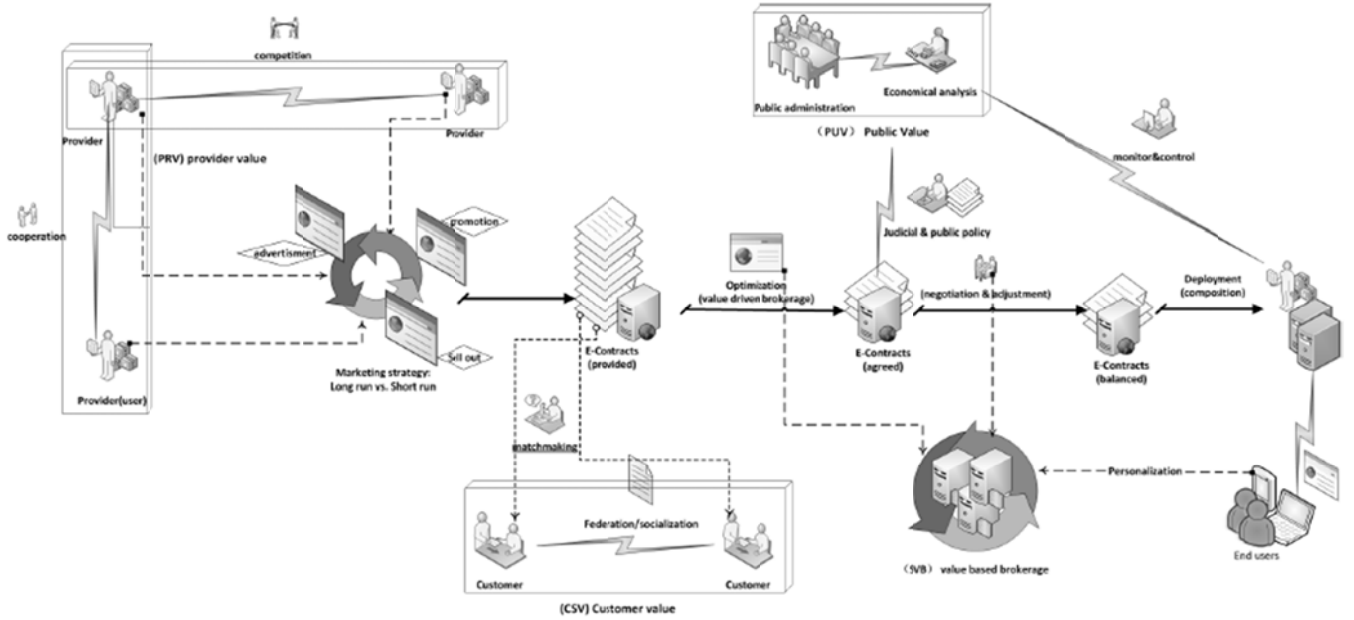 competition
Provider
Provider
(PRV) provider value
cooperation
Provider(user)
advertisment
promotion
Marketing strategy:
Long run vs. Short run
E-Contracts
(provided)
matchmaking
Federation/socialization
Customer
Customer
(CSV) Customer value
Public administration
Economical analysis
(PUV) Public Value
monitor&control
Judicial & public policy
Optimization
(value driven brokerage)
E-Contracts
(agreed)
(negotiation & adjustment)
E-Contracts
(balanced)
Deployment
(composition)
Personalization
value based brokerage
End users